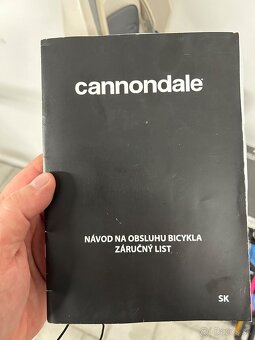 cannondale
NÁVOD NA OBSLUHU BICYKLA
ZÁRUČNÝ LIST
SK